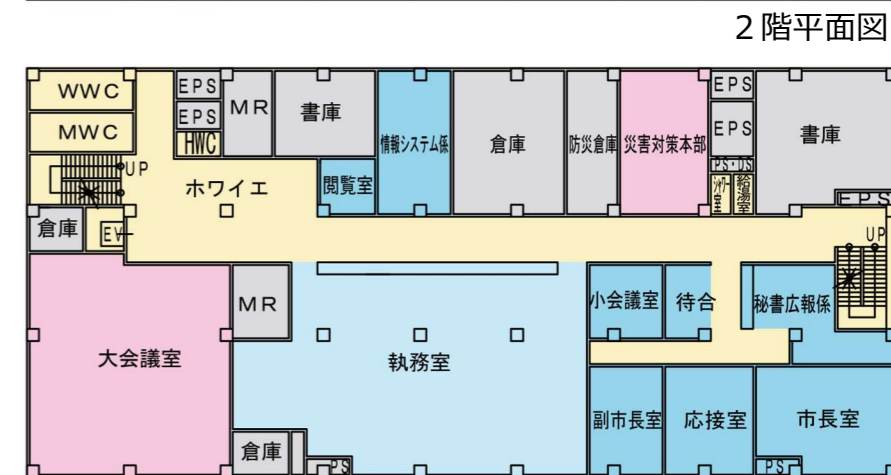 ２階平面図
WWC
EPS
MR
書庫
情報システム係
倉庫
防災倉庫
災害対策本部
EPS
書庫
MWC
EPS
EPS
HWC
PS・DS
UP
ホワイエ
閲覧室
シャワー室
給湯室
EPS
倉庫
EV
UP
MR
小会議室
待合
秘書広報係
大会議室
執務室
副市長室
応接室
市長室
倉庫
PS
PS